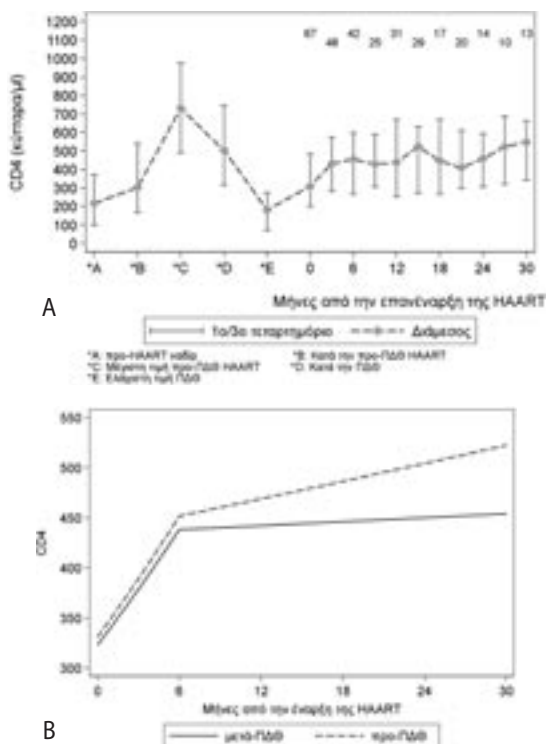 67 42 31 17 14 13
48 25 29 20 10
1200
1100
1000
900
800
700
600
500
400
300
200
100
0
CD4 (κύτταρα/μl)
*A *B *C *D *E 0 6 12 18 24 30
A
Μήνες από την επανέναρξη της HAART
1ο/3ο τεταρτημόριο Διάμεσος
*A: προ-HAART ναδίρ *B: Κατά την προ-ΠΔΘ HAART
*C: Μέγιστη τιμή προ-ΠΔΘ HAART *D: Κατά την ΠΔΘ
*E: Ελάχιστη τιμή ΠΔΘ
550
500
450
400
350
300
CD4
0 6 12 18 24 30
Μήνες από την έναρξη της HAART
B
μετά-ΠΔΘ προ-ΠΔΘ